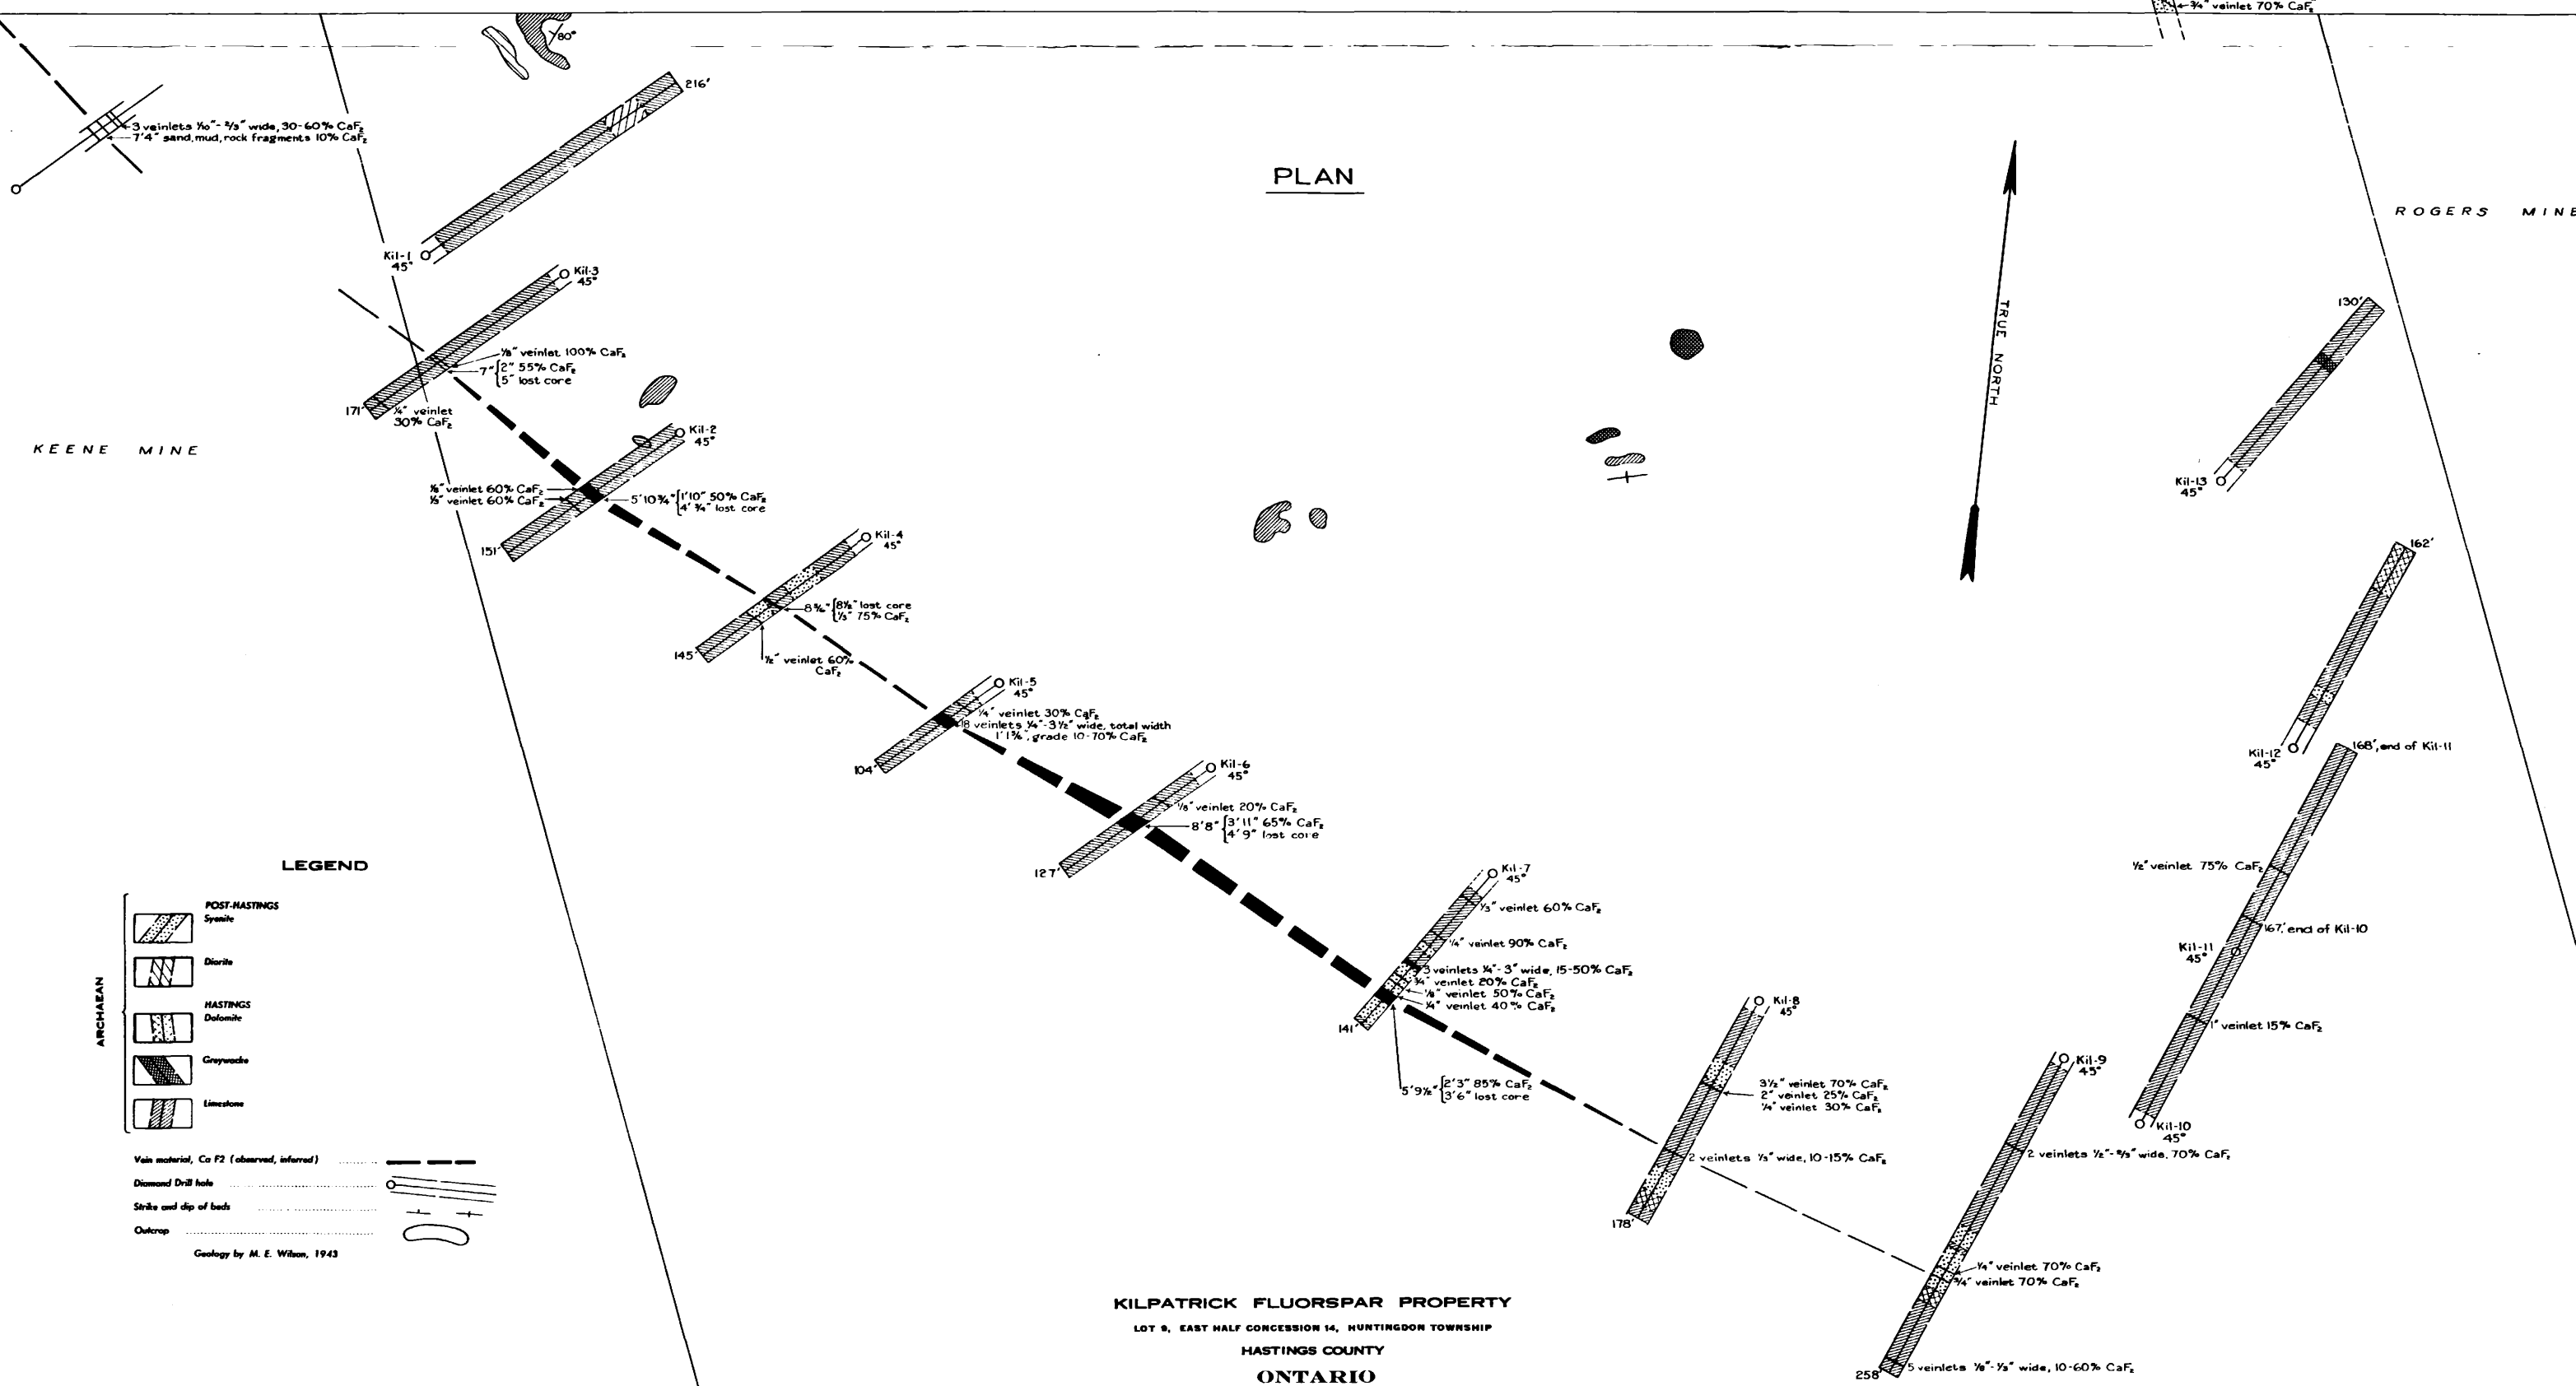 ¾" veinlet 70% CaF₂
80°
216'
3 veinlets 1/10"- 2/3" wide, 30-60% CaF₂
7'4" sand, mud, rock fragments 10% CaF₂
PLAN
ROGERS MINE
Kil-1
45°
Kil-3
45°
TRUE NORTH
130'
⅛" veinlet 100% CaF₂
7" {2" 55% CaF₂
5" lost core
171'
¼" veinlet
30% CaF₂
KEENE MINE
Kil-2
45°
Kil-13
45°
⅛" veinlet 60% CaF₂
⅓" veinlet 60% CaF₂
5'10¾" {1'10" 50% CaF₂
4' ¾" lost core
151'
Kil-4
45°
162'
{8½" lost core
⅓" 75% CaF₂
145'
½" veinlet 60%
CaF₂
Kil-5
45°
¼" veinlet 30% CaF₂
18 veinlets ¼"-3½" wide, total width
grade 10-70% CaF₂
104'
Kil-12
45°
168', end of Kil-11
Kil-6
45°
⅛" veinlet 20% CaF₂
8'8" {3'11" 65% CaF₂
4'9" lost core
127'
Kil-7
45°
⅓" veinlet 60% CaF₂
¼" veinlet 90% CaF₂
3 veinlets ¼"-3" wide, 15-50% CaF₂
¾" veinlet 20% CaF₂
⅛" veinlet 50% CaF₂
¼" veinlet 40% CaF₂
141'
5'9½" {2'3" 85% CaF₂
3'6" lost core
½" veinlet 75% CaF₂
167', end of Kil-10
Kil-11
45°
1" veinlet 15% CaF₂
Kil-8
45°
3½" veinlet 70% CaF₂
2" veinlet 25% CaF₂
¼" veinlet 30% CaF₂
2 veinlets ⅓" wide, 10-15% CaF₂
178'
Kil-9
45°
Kil-10
45°
2 veinlets ½"-⅔" wide, 70% CaF₂
¼" veinlet 70% CaF₂
¾" veinlet 70% CaF₂
258'
5 veinlets ⅛"-⅓" wide, 10-60% CaF₂
LEGEND
ARCHAEAN
POST-HASTINGS
Syenite
Diorite
HASTINGS
Dolomite
Greywacke
Limestone
Vein material, Ca F2 (observed, inferred)
Diamond Drill hole
Strike and dip of beds
Outcrop
Geology by M. E. Wilson, 1943
KILPATRICK FLUORSPAR PROPERTY
LOT 9, EAST HALF CONCESSION 14, HUNTINGDON TOWNSHIP
HASTINGS COUNTY
ONTARIO